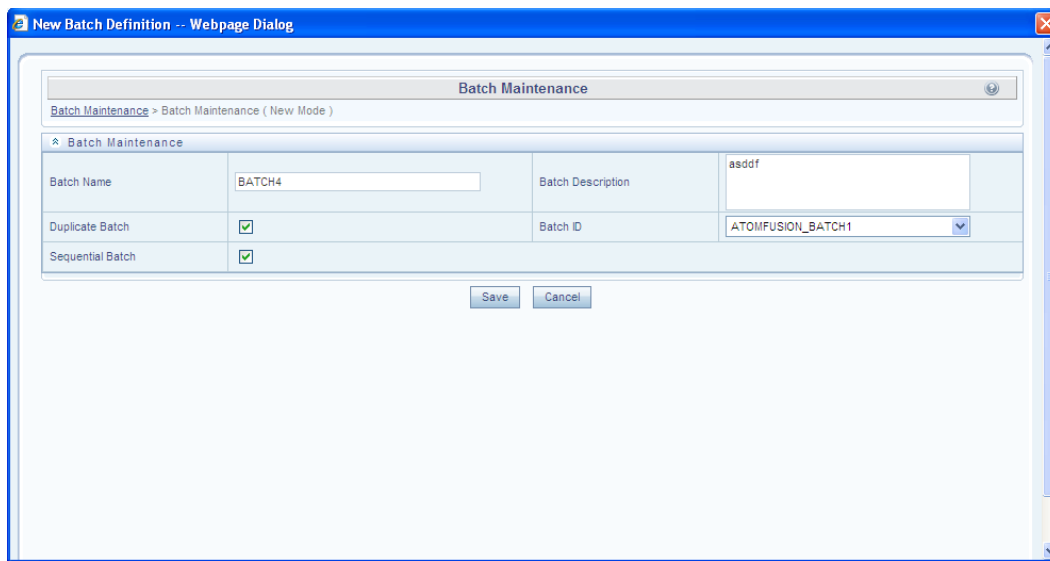 New Batch Definition -- Webpage Dialog
Batch Maintenance
Batch Maintenance > Batch Maintenance ( New Mode )
Batch Maintenance
Batch Name
BATCH4
Batch Description
asddf
Duplicate Batch
Batch ID
ATOMFUSION_BATCH1
Sequential Batch
Save
Cancel